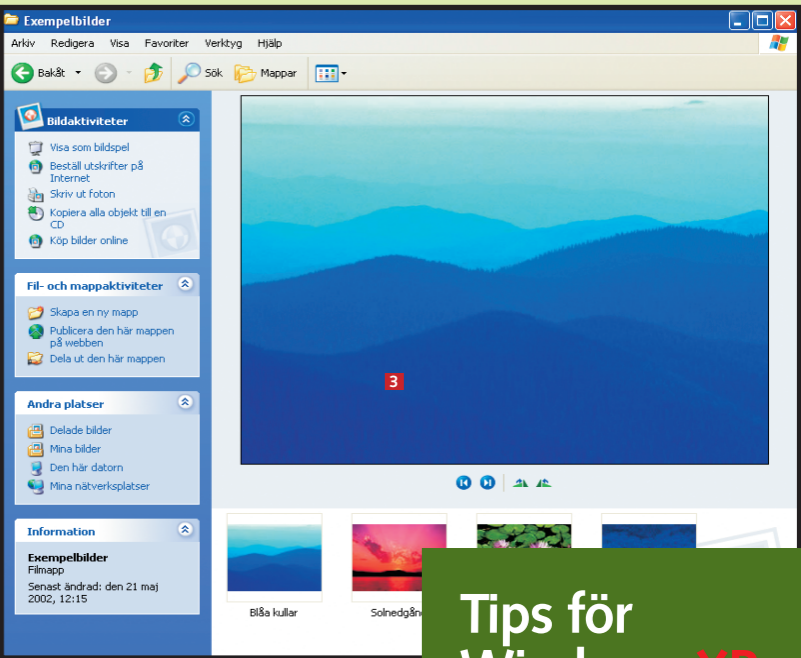 Exempelbilder
Arkiv Redigera Visa Favoriter Verktyg Hjälp
Bakåt Sök Mappar
Bildaktiviteter
Visa som bildspel
Beställ utskrifter på
Internet
Skriv ut foton
Kopiera alla objekt till en
CD
Köp bilder online
Fil- och mappaktiviteter
Skapa en ny mapp
Publicera den här mappen
på webben
Dela ut den här mappen
Andra platser
Delade bilder
Mina bilder
Den här datorn
Mina nätverksplatser
Information
Exempelbilder
Filmapp
Senast ändrad: den 21 maj
2002, 12:15
3
Blåa kullar
Solnedgån
Tips för
Windows XP